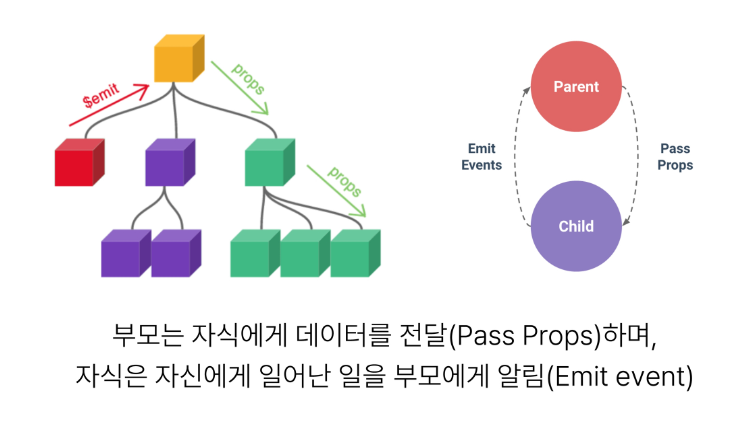 $emit
props
props
Parent
Emit
Events
Pass
Props
Child
부모는 자식에게 데이터를 전달(Pass Props)하며,
자식은 자신에게 일어난 일을 부모에게 알림(Emit event)